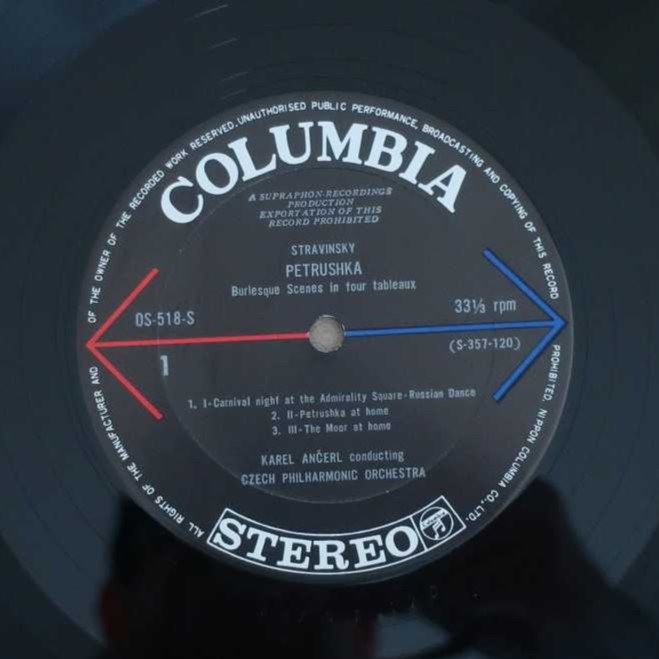 ALL RIGHTS OF THE MANUFACTURER AND OF THE OWNER OF THE RECORDED WORK RESERVED. UNAUTHORISED PUBLIC PERFORMANCE, BROADCASTING AND COPYING OF THIS RECORD PROHIBITED. NIPPON COLUMBIA CO., LTD.
COLUMBIA
A SUPRAPHON-RECORDINGS
PRODUCTION
EXPORTATION OF THIS
RECORD PROHIBITED
STRAVINSKY
PETRUSHKA
Burlesque Scenes in four tableaux
OS-518-S
33⅓ rpm
1
(S-357-120)
1. I-Carnival night at the Admirality Square-Russian Dance
2. II-Petrushka at home
3. III-The Moor at home
KAREL ANČERL conducting
CZECH PHILHARMONIC ORCHESTRA
STEREO